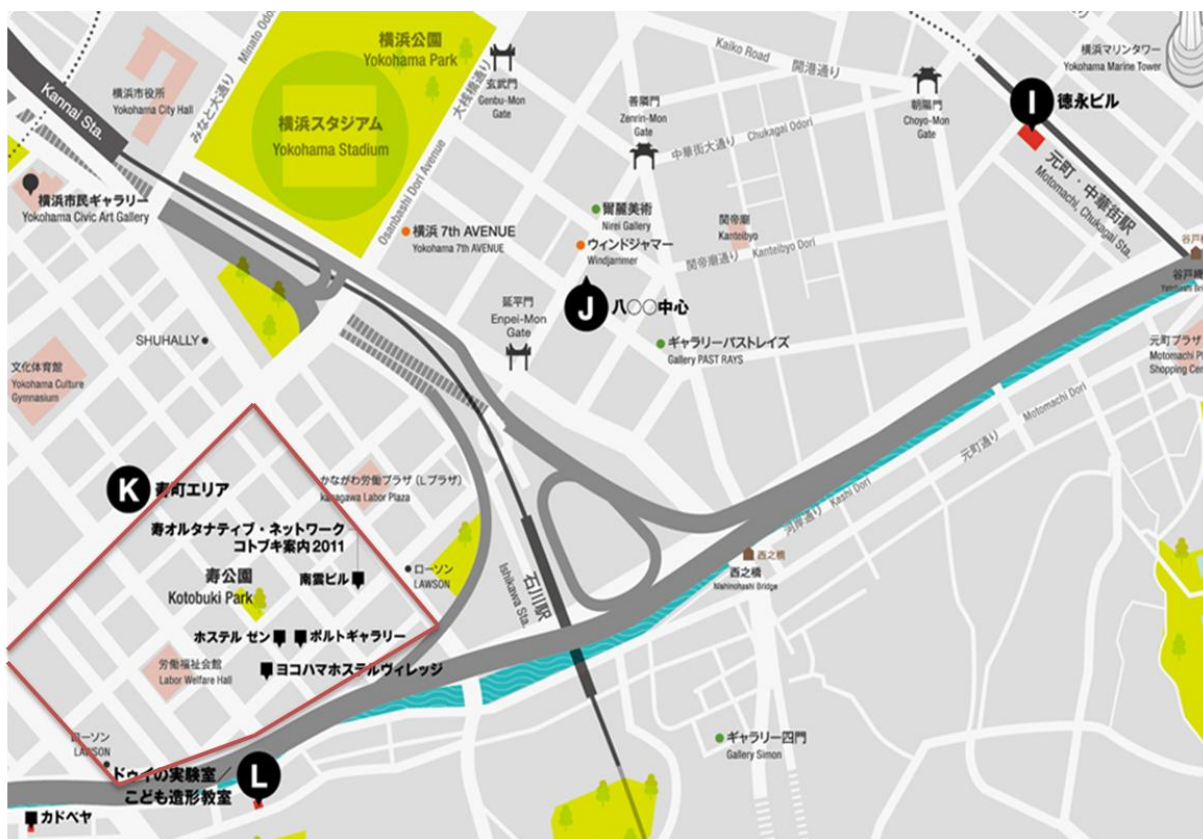 横浜公園
Yokohama Park
横浜スタジアム
Yokohama Stadium
みなと大通り
横浜市役所
Yokohama City Hall
Kannai Sta.
横浜市民ギャラリー
Yokohama Civic Art Gallery
大桟橋通り
Osanbashi Dori Avenue
玄武門
Genbu-Mon
Gate
Kaiko Road
開港通り
善隣門
Zenrin-Mon
Gate
中華街大通り
Chukagai Odori
朝陽門
Choyo-Mon
Gate
横浜マリンタワー
Yokohama Marine Tower
I
徳永ビル
元町・中華街駅
Motomachi, Chukagai Sta.
横浜 7th AVENUE
Yokohama 7th AVENUE
爾麗美術
Nirei Gallery
ウィンドジャマー
Windjammer
関帝廟
Kanteibyo
関帝廟通り
Kanteibyo Dori
J
八〇〇中心
延平門
Enpei-Mon
Gate
ギャラリーパストレイズ
Gallery PAST RAYS
SHUHALLY
文化体育館
Yokohama Culture
Gymnasium
元町プラザ
Motomachi
Shopping
元町通り
Motomachi Dori
河岸通り
Kashi Dori
K
寿町エリア
かながわ労働プラザ(Lプラザ)
kanagawa Labor Plaza
寿オルタナティブ・ネットワーク
コトブキ案内2011
南雲ビル
寿公園
Kotobuki Park
ローソン
LAWSON
石川駅
Ishikawa Sta.
西之橋
西之橋
Nishinohashi Bridge
ホステル ゼン
ポルトギャラリー
労働福祉会館
Labor Welfare Hall
ヨコハマホステルヴィレッジ
ローソン
LAWSON
L
ドゥイの実験室/
こども造形教室
カドベヤ
ギャラリー四門
Gallery Simon